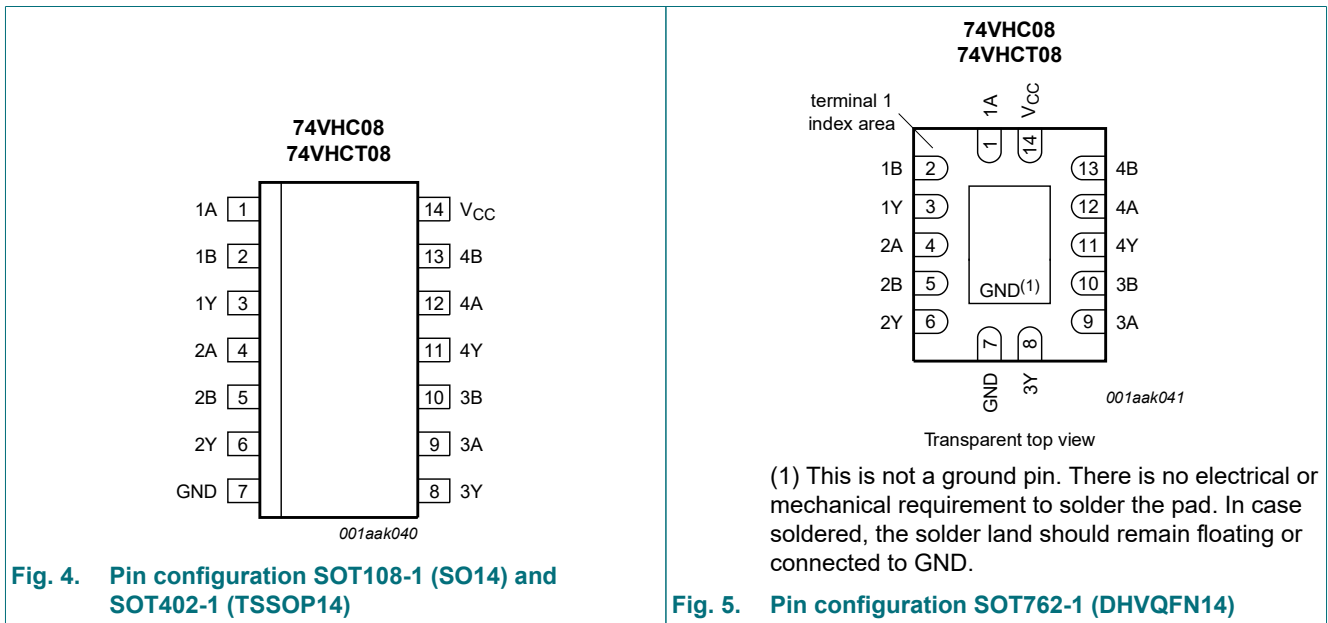 74VHC08
74VHCT08
1A 1
14 VCC
1B 2
13 4B
1Y 3
12 4A
2A 4
11 4Y
2B 5
10 3B
2Y 6
9 3A
GND 7
8 3Y
001aak040
Fig. 4. Pin configuration SOT108-1 (SO14) and
SOT402-1 (TSSOP14)
74VHC08
74VHCT08
terminal 1
index area
1A
VCC
1
14
1B 2
13 4B
1Y 3
12 4A
2A 4
11 4Y
2B 5
10 3B
GND(1)
2Y 6
9 3A
7
8
GND
3Y
001aak041
Transparent top view
(1) This is not a ground pin. There is no electrical or
mechanical requirement to solder the pad. In case
soldered, the solder land should remain floating or
connected to GND.
Fig. 5. Pin configuration SOT762-1 (DHVQFN14)